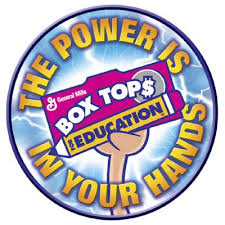 THE POWER IS
G General Mills
BOX TOP$
FOR EDUCATION
IN YOUR HANDS